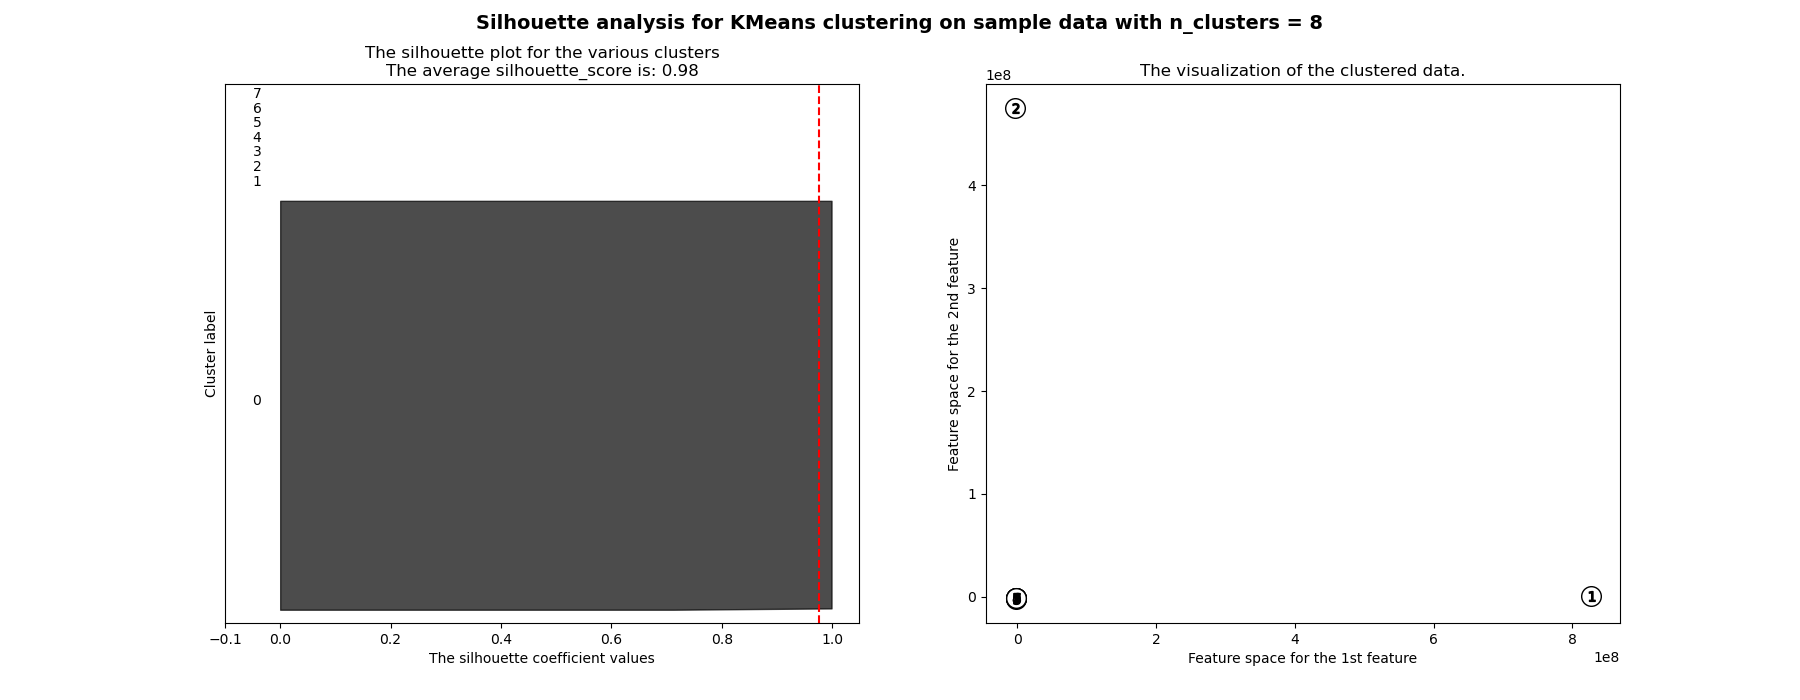 Silhouette analysis for KMeans clustering on sample data with n_clusters = 8
The silhouette plot for the various clusters
The average silhouette_score is: 0.98
7
6
5
4
3
2
1
0
Cluster label
−0.1 0.0 0.2 0.4 0.6 0.8 1.0
The silhouette coefficient values
The visualization of the clustered data.
1e8
2
4
3
2
1
0
1
Feature space for the 2nd feature
0 2 4 6 8
1e8
Feature space for the 1st feature